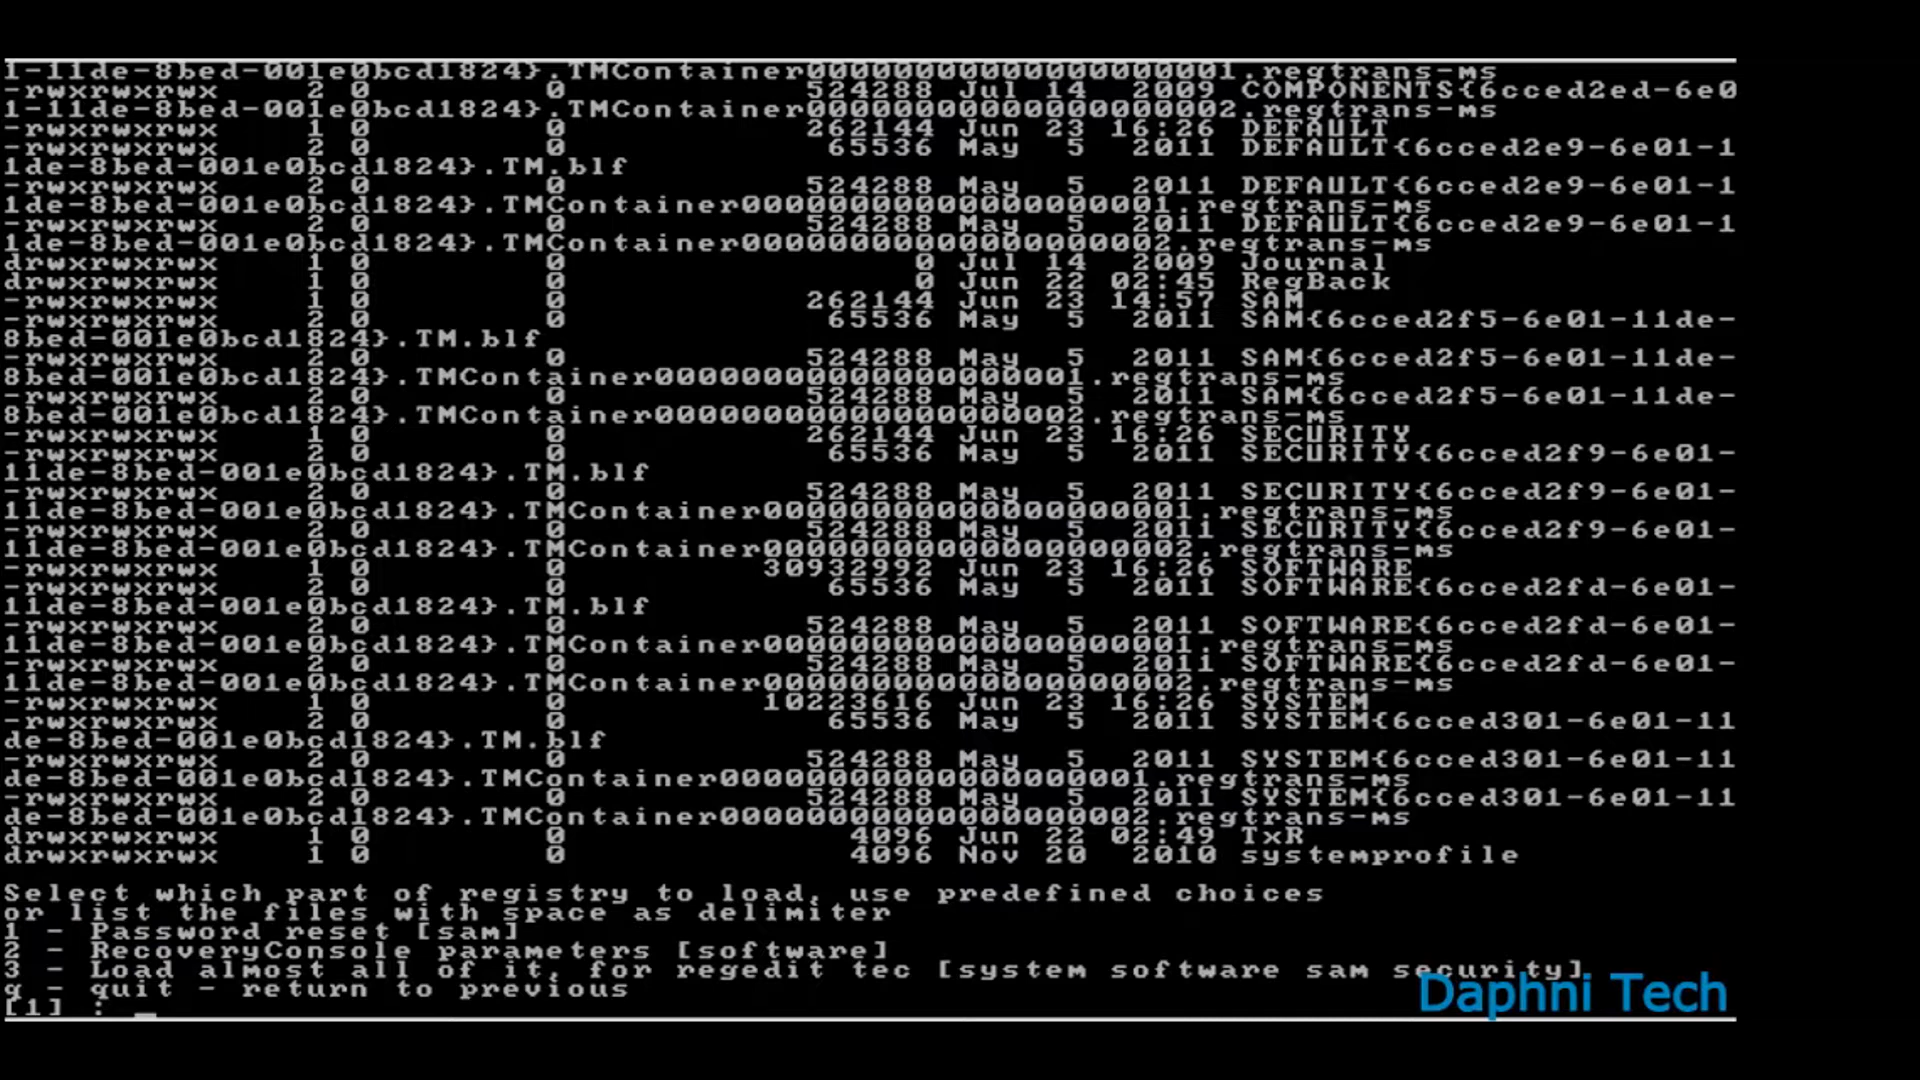 1-11de-8bed-001e0bcd1824}.TMContainer00000000000000000001.regtrans-ms
-rwxrwxrwx    2 0        0           524288 Jul 14  2009 COMPONENTS{6cced2ed-6e0
1-11de-8bed-001e0bcd1824}.TMContainer00000000000000000002.regtrans-ms
-rwxrwxrwx    1 0        0           262144 Jun 23 16:26 DEFAULT
-rwxrwxrwx    2 0        0            65536 May  5  2011 DEFAULT{6cced2e9-6e01-1
1de-8bed-001e0bcd1824}.TM.blf
-rwxrwxrwx    2 0        0           524288 May  5  2011 DEFAULT{6cced2e9-6e01-1
1de-8bed-001e0bcd1824}.TMContainer00000000000000000001.regtrans-ms
-rwxrwxrwx    2 0        0           524288 May  5  2011 DEFAULT{6cced2e9-6e01-1
1de-8bed-001e0bcd1824}.TMContainer00000000000000000002.regtrans-ms
drwxrwxrwx    1 0        0                0 Jul 14  2009 Journal
drwxrwxrwx    1 0        0                0 Jun 22 02:45 RegBack
-rwxrwxrwx    1 0        0           262144 Jun 23 14:57 SAM
-rwxrwxrwx    2 0        0            65536 May  5  2011 SAM{6cced2f5-6e01-11de-
8bed-001e0bcd1824}.TM.blf
-rwxrwxrwx    2 0        0           524288 May  5  2011 SAM{6cced2f5-6e01-11de-
8bed-001e0bcd1824}.TMContainer00000000000000000001.regtrans-ms
-rwxrwxrwx    2 0        0           524288 May  5  2011 SAM{6cced2f5-6e01-11de-
8bed-001e0bcd1824}.TMContainer00000000000000000002.regtrans-ms
-rwxrwxrwx    1 0        0           262144 Jun 23 16:26 SECURITY
-rwxrwxrwx    2 0        0            65536 May  5  2011 SECURITY{6cced2f9-6e01-
11de-8bed-001e0bcd1824}.TM.blf
-rwxrwxrwx    2 0        0           524288 May  5  2011 SECURITY{6cced2f9-6e01-
11de-8bed-001e0bcd1824}.TMContainer00000000000000000001.regtrans-ms
-rwxrwxrwx    2 0        0           524288 May  5  2011 SECURITY{6cced2f9-6e01-
11de-8bed-001e0bcd1824}.TMContainer00000000000000000002.regtrans-ms
-rwxrwxrwx    1 0        0         30932992 Jun 23 16:26 SOFTWARE
-rwxrwxrwx    2 0        0            65536 May  5  2011 SOFTWARE{6cced2fd-6e01-
11de-8bed-001e0bcd1824}.TM.blf
-rwxrwxrwx    2 0        0           524288 May  5  2011 SOFTWARE{6cced2fd-6e01-
11de-8bed-001e0bcd1824}.TMContainer00000000000000000001.regtrans-ms
-rwxrwxrwx    2 0        0           524288 May  5  2011 SOFTWARE{6cced2fd-6e01-
11de-8bed-001e0bcd1824}.TMContainer00000000000000000002.regtrans-ms
-rwxrwxrwx    1 0        0         10223616 Jun 23 16:26 SYSTEM
-rwxrwxrwx    2 0        0            65536 May  5  2011 SYSTEM{6cced301-6e01-11
de-8bed-001e0bcd1824}.TM.blf
-rwxrwxrwx    2 0        0           524288 May  5  2011 SYSTEM{6cced301-6e01-11
de-8bed-001e0bcd1824}.TMContainer00000000000000000001.regtrans-ms
-rwxrwxrwx    2 0        0           524288 May  5  2011 SYSTEM{6cced301-6e01-11
de-8bed-001e0bcd1824}.TMContainer00000000000000000002.regtrans-ms
drwxrwxrwx    1 0        0             4096 Jun 22 02:49 TxR
drwxrwxrwx    1 0        0             4096 Nov 20  2010 systemprofile
Select which part of registry to load, use predefined choices
or list the files with space as delimiter
1 - Password reset [sam]
2 - RecoveryConsole parameters [software]
3 - Load almost all of it, for regedit tec [system software sam security]
q - quit - return to previous
[1] : _
Daphni Tech